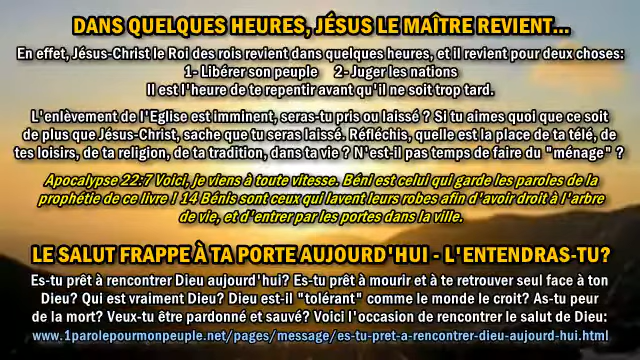 DANS QUELQUES HEURES, JÉSUS LE MAÎTRE REVIENT...
En effet, Jésus-Christ le Roi des rois revient dans quelques heures, et il revient pour deux choses:
1- Libérer son peuple 2- Juger les nations
Il est l'heure de te repentir avant qu'il ne soit trop tard.
L'enlèvement de l'Eglise est imminent, seras-tu pris ou laissé ? Si tu aimes quoi que ce soit
de plus que Jésus-Christ, sache que tu seras laissé. Réfléchis, quelle est la place de ta télé, de
tes loisirs, de ta religion, de ta tradition, dans ta vie ? N'est-il pas temps de faire du "ménage" ?
Apocalypse 22:7 Voici, je viens à toute vitesse. Béni est celui qui garde les paroles de la
prophétie de ce livre ! 14 Bénis sont ceux qui lavent leurs robes afin d'avoir droit à l'arbre
de vie, et d'entrer par les portes dans la ville.
LE SALUT FRAPPE À TA PORTE AUJOURD'HUI - L'ENTENDRAS-TU?
Es-tu prêt à rencontrer Dieu aujourd'hui? Es-tu prêt à mourir et à te retrouver seul face à ton
Dieu? Qui est vraiment Dieu? Dieu est-il "tolérant" comme le monde le croit? As-tu peur
de la mort? Veux-tu être pardonné et sauvé? Voici l'occasion de rencontrer le salut de Dieu:
www.1parolepourmonpeuple.net/pages/message/es-tu-pret-a-rencontrer-dieu-aujourd-hui.html